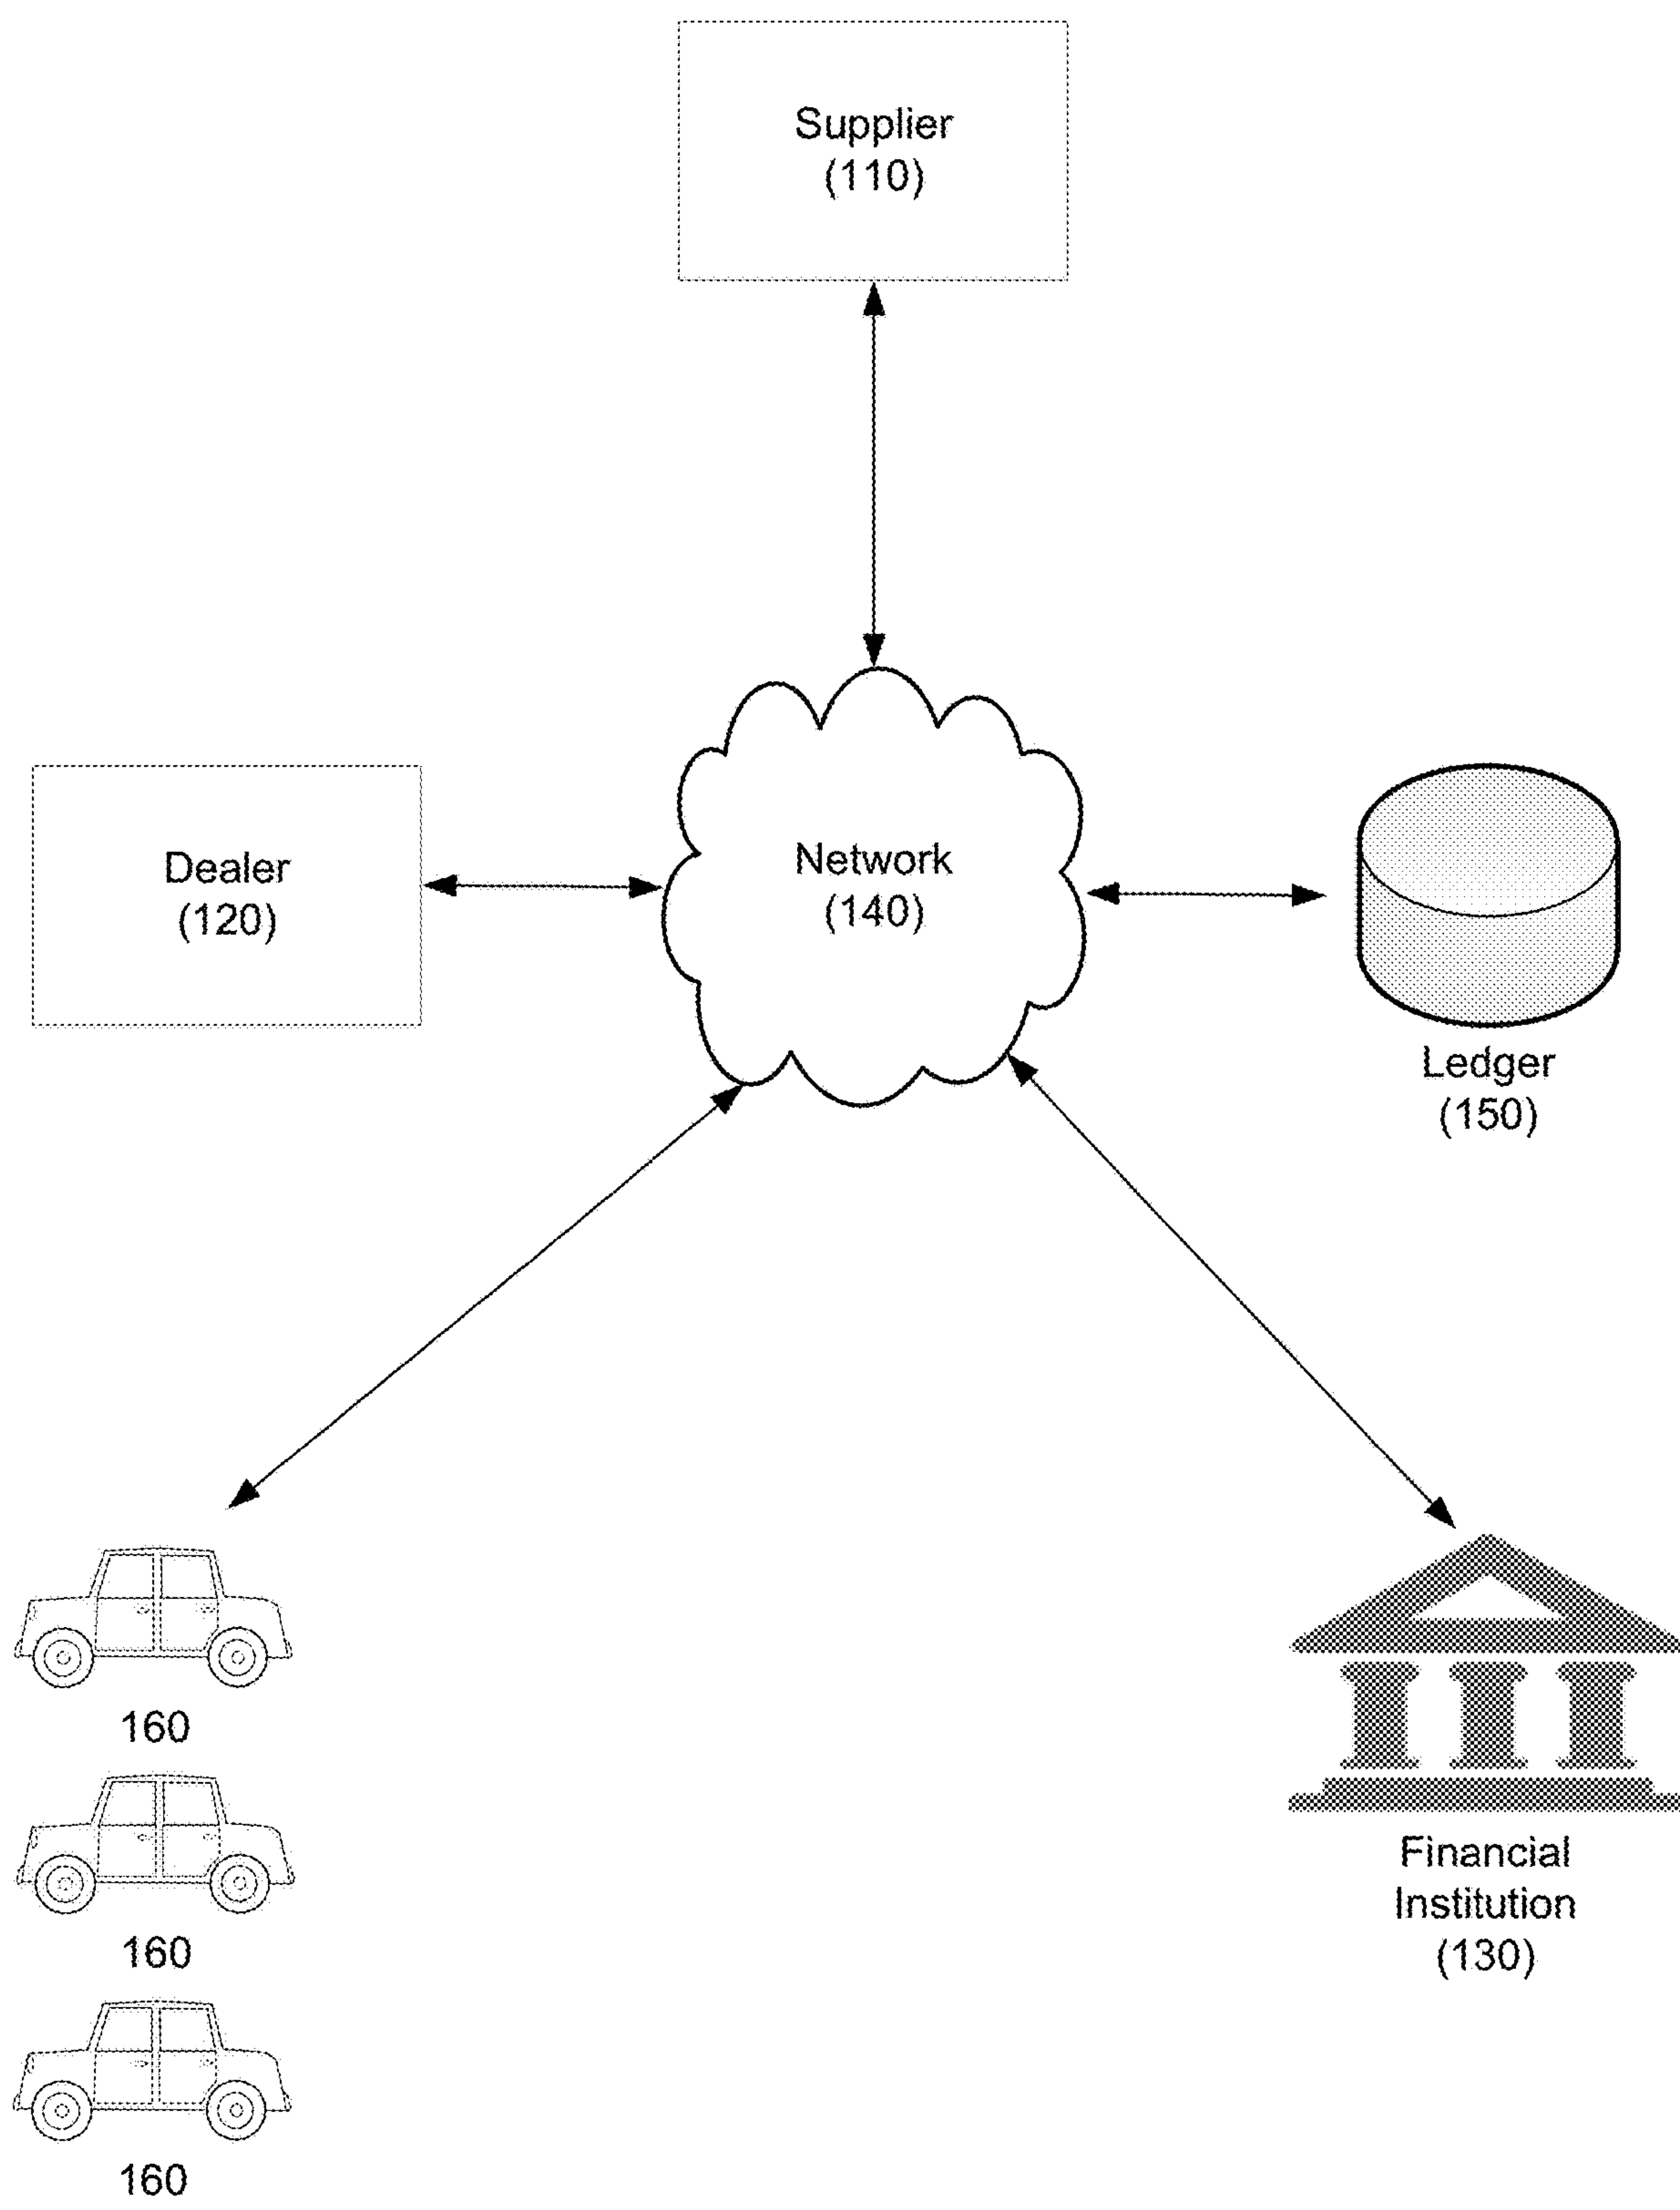 Supplier
(110)
Dealer
(120)
Network
(140)
Ledger
(150)
160
160
160
Financial
Institution
(130)